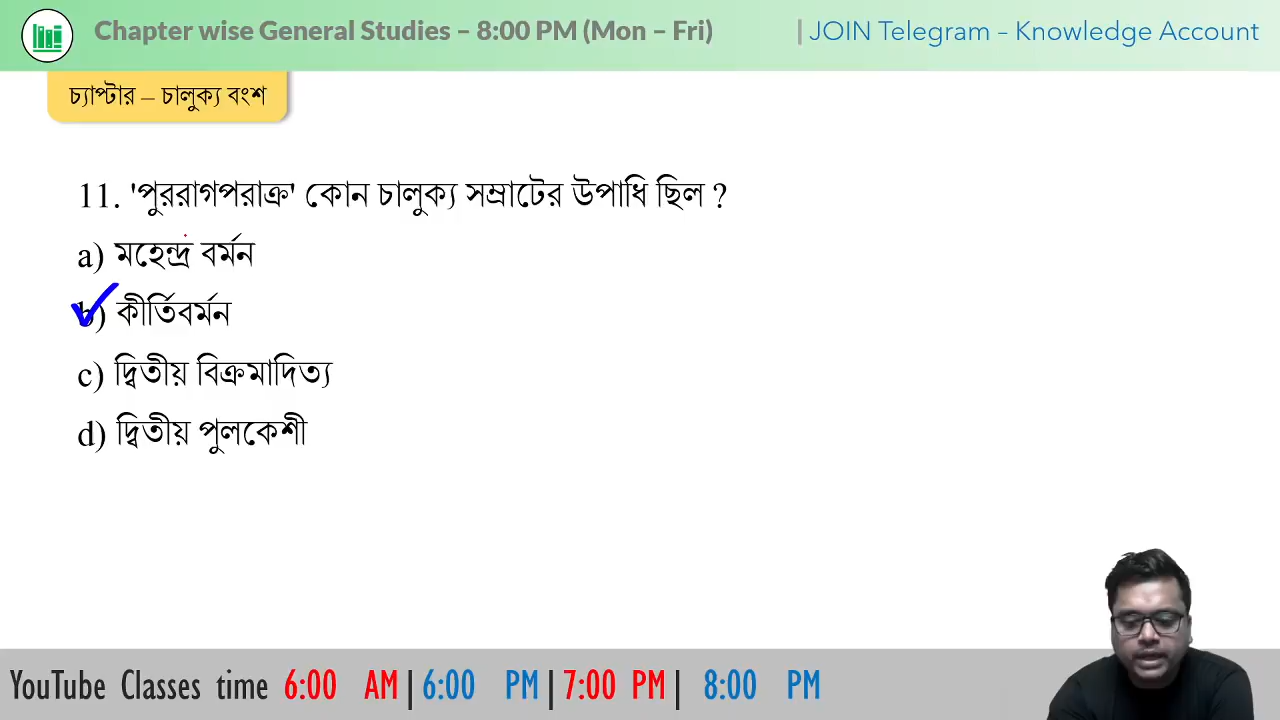 Chapter wise General Studies – 8:00 PM (Mon – Fri)
| JOIN Telegram – Knowledge Account
চ্যাপ্টার – চালুক্য বংশ
11. 'পুররাগপরাক্র' কোন চালুক্য সম্রাটের উপাধি ছিল ?
a) মহেন্দ্র বর্মন
b) কীর্তিবর্মন
c) দ্বিতীয় বিক্রমাদিত্য
d) দ্বিতীয় পুলকেশী
YouTube Classes time 6:00 AM | 6:00 PM | 7:00 PM | 8:00 PM